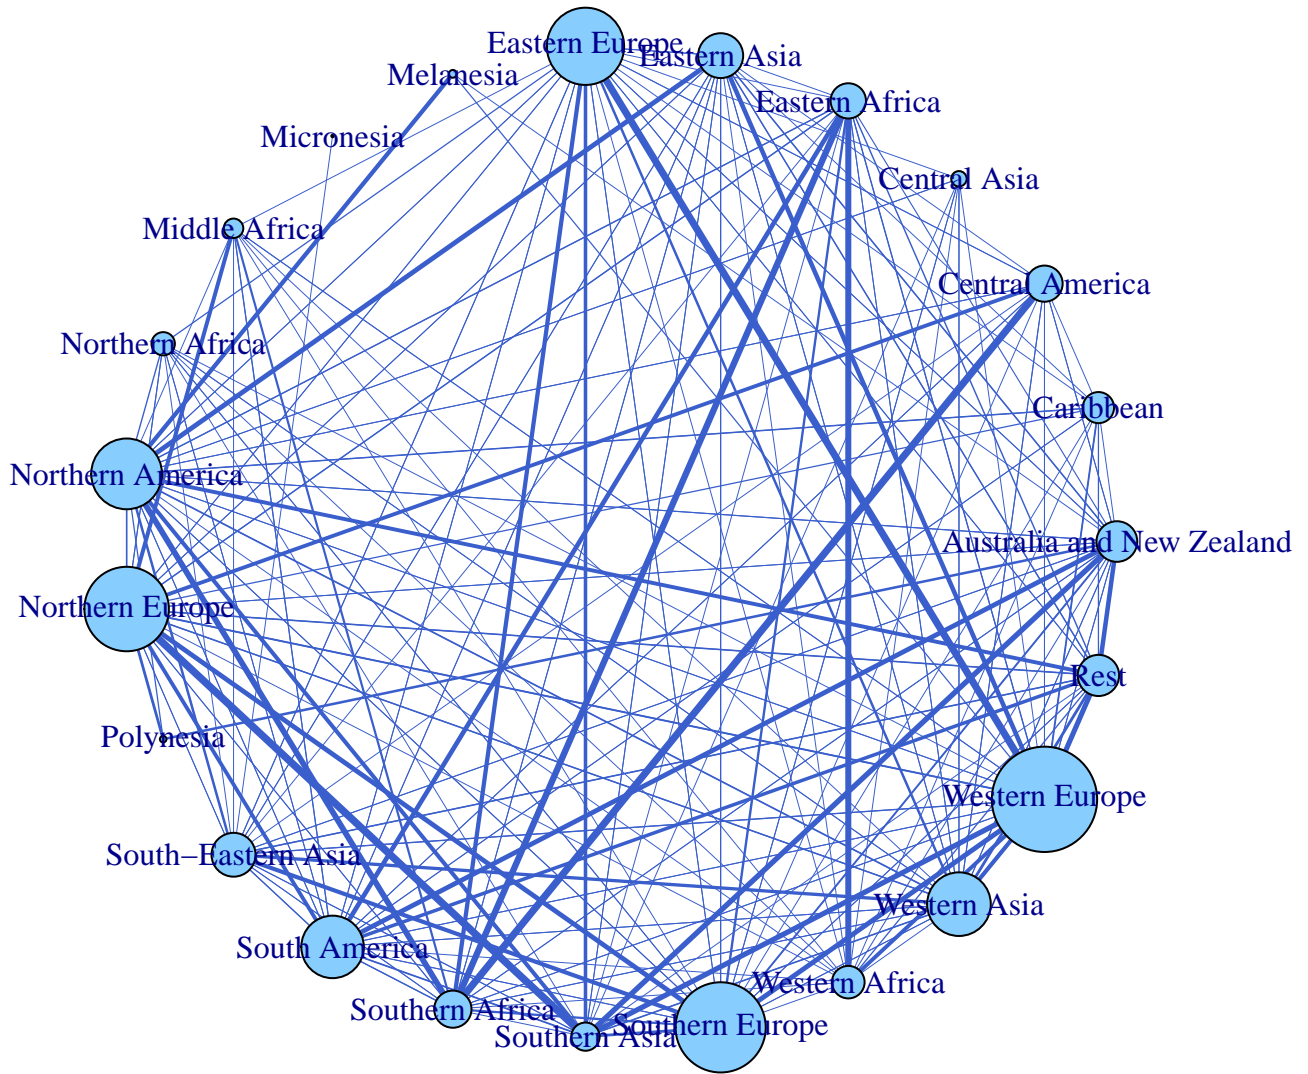 Eastern Europe
Eastern Asia
Melanesia
Eastern Africa
Micronesia
Central Asia
Middle Africa
Central America
Northern Africa
Caribbean
Northern America
Australia and New Zealand
Northern Europe
Rest
Polynesia
Western Europe
South−Eastern Asia
Western Asia
South America
Western Africa
Southern Africa
Southern Europe
Southern Asia